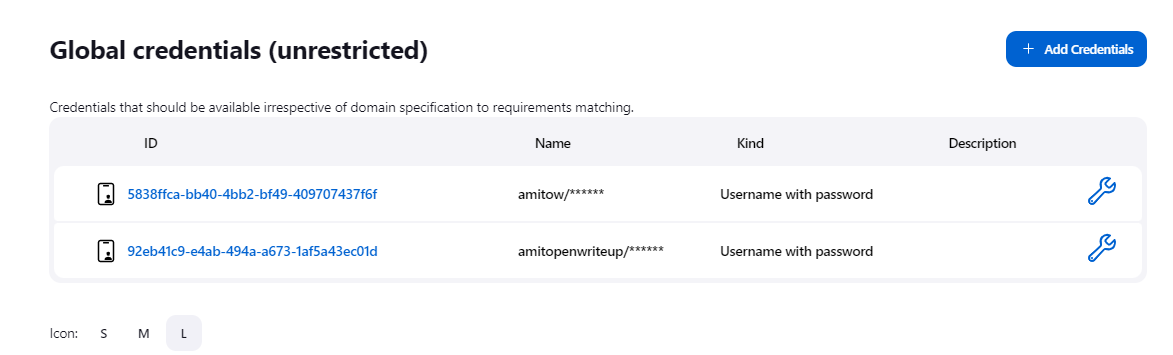 Global credentials (unrestricted)
+ Add Credentials
Credentials that should be available irrespective of domain specification to requirements matching.
ID Name Kind Description
5838ffca-bb40-4bb2-bf49-409707437f6f amitow/****** Username with password
92eb41c9-e4ab-494a-a673-1af5a43ec01d amitopenwriteup/****** Username with password
Icon: S M L